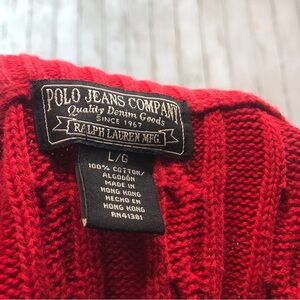 POLO JEANS COMPANY
Quality Denim Goods
SINCE 1967
RALPH LAUREN MFG.
L/G
100% COTTON/
ALGODÓN
MADE IN
HONG KONG
HECHO EN
HONG KONG
RN41381